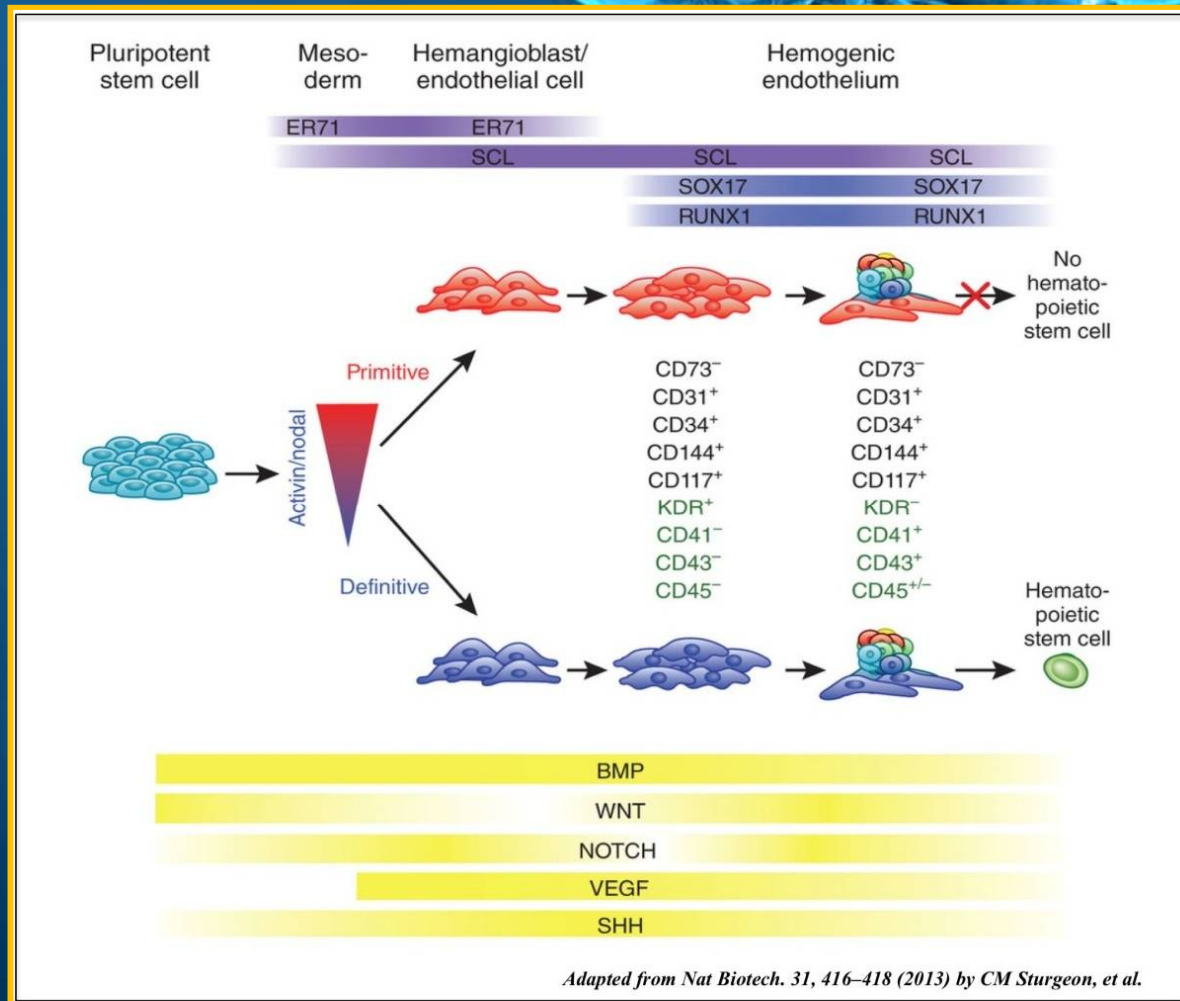 Pluripotent
stem cell
Meso-
derm
Hemangioblast/
endothelial cell
Hemogenic
endothelium
ER71 ER71
SCL SCL SCL
SOX17 SOX17
RUNX1 RUNX1
No
hemato-
poietic
stem cell
Primitive
Activin/nodal
Definitive
CD73⁻ CD73⁻
CD31⁺ CD31⁺
CD34⁺ CD34⁺
CD144⁺ CD144⁺
CD117⁺ CD117⁺
KDR⁺ KDR⁻
CD41⁻ CD41⁺
CD43⁻ CD43⁺
CD45⁻ CD45⁺/⁻
Hemato-
poietic
stem cell
BMP
WNT
NOTCH
VEGF
SHH
Adapted from Nat Biotech. 31, 416–418 (2013) by CM Sturgeon, et al.